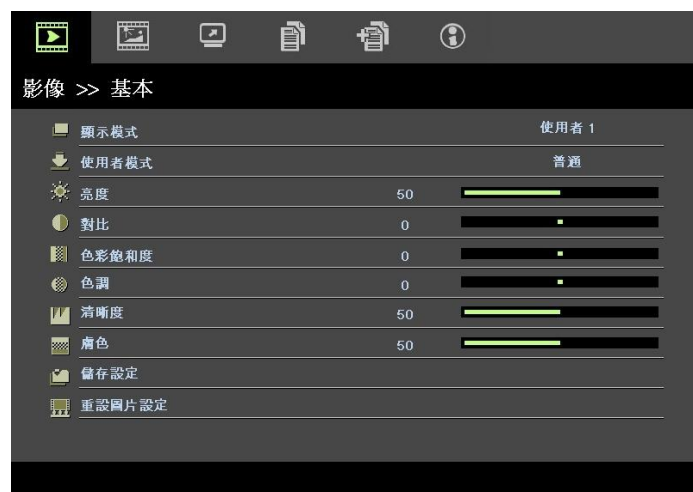 影像 >> 基本
顯示模式 使用者 1
使用者模式 普通
亮度 50
對比 0
色彩飽和度 0
色調 0
清晰度 50
膚色 50
儲存設定
重設圖片設定